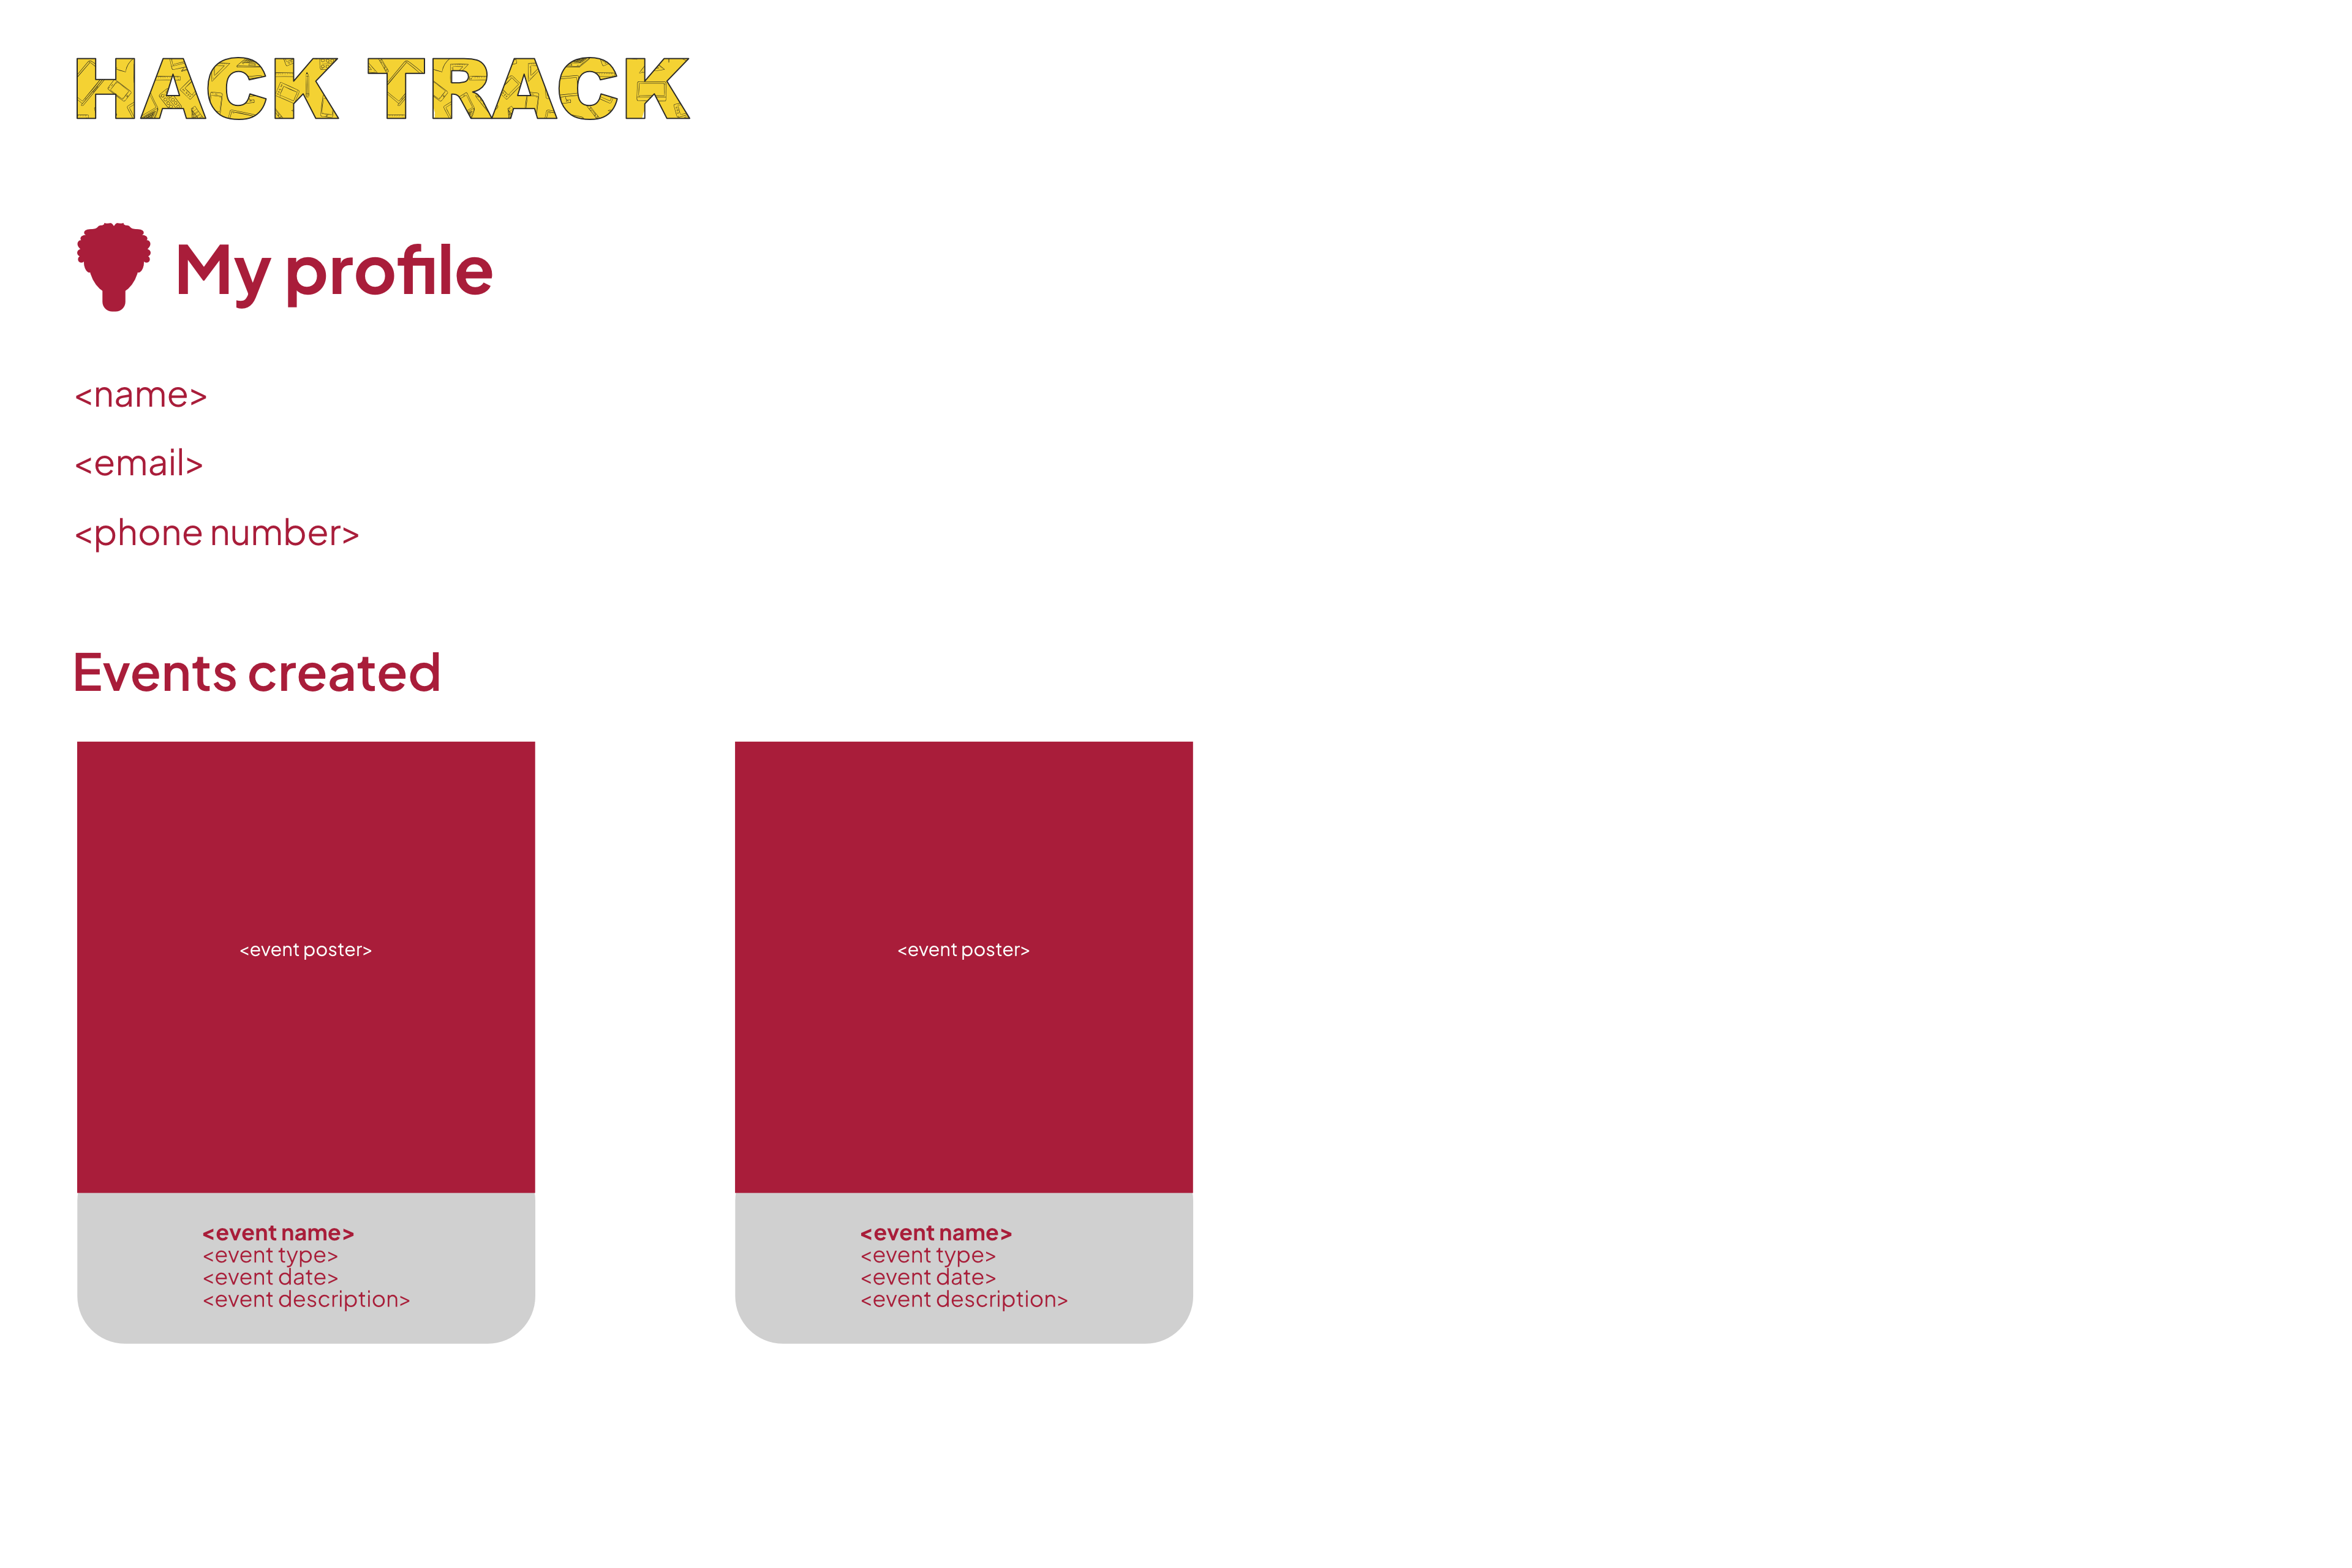 HACK TRACK
My profile
<name>
<email>
<phone number>
Events created
<event poster>
<event name>
<event type>
<event date>
<event description>
<event poster>
<event name>
<event type>
<event date>
<event description>